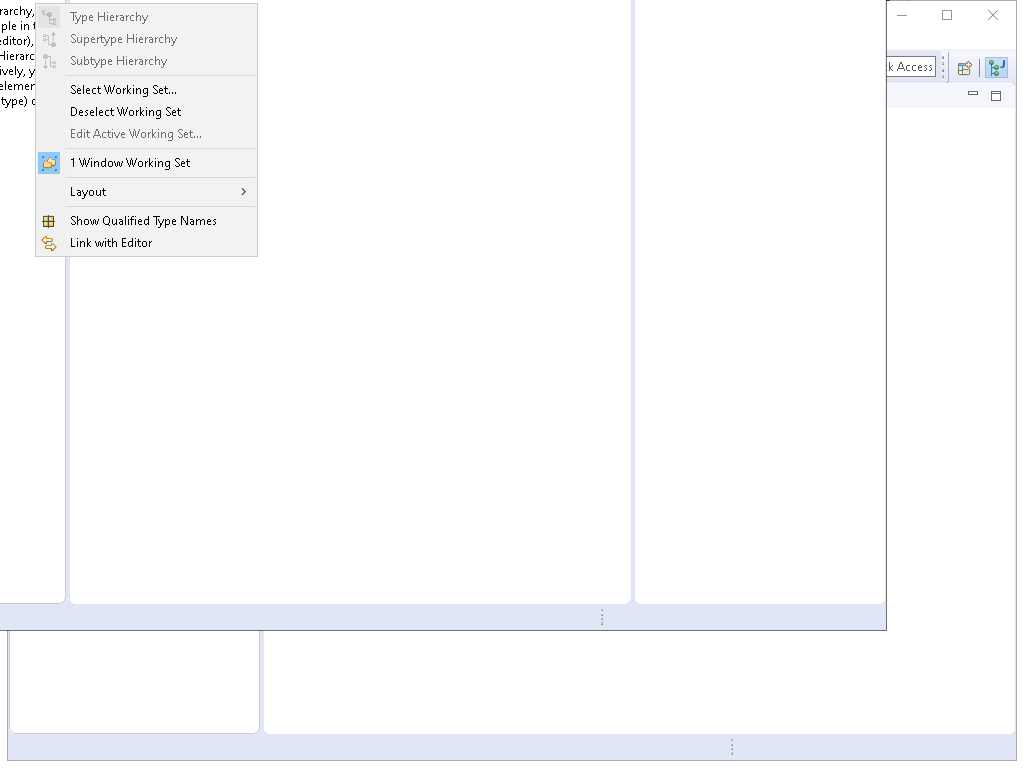 rarchy,
ple in t
editor),
Hierarc
ively, y
elemen
type) o
Type Hierarchy
Supertype Hierarchy
Subtype Hierarchy
Select Working Set...
Deselect Working Set
Edit Active Working Set...
1 Window Working Set
Layout
Show Qualified Type Names
Link with Editor
k Access